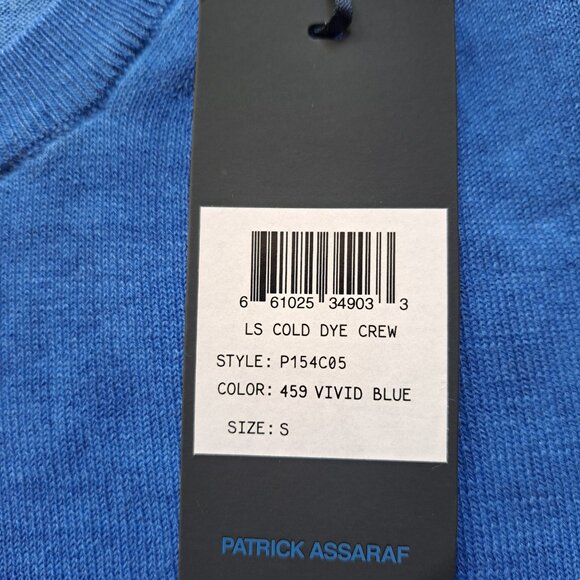 6 61025 34903 3
LS COLD DYE CREW
STYLE: P154C05
COLOR: 459 VIVID BLUE
SIZE: S
PATRICK ASSARAF